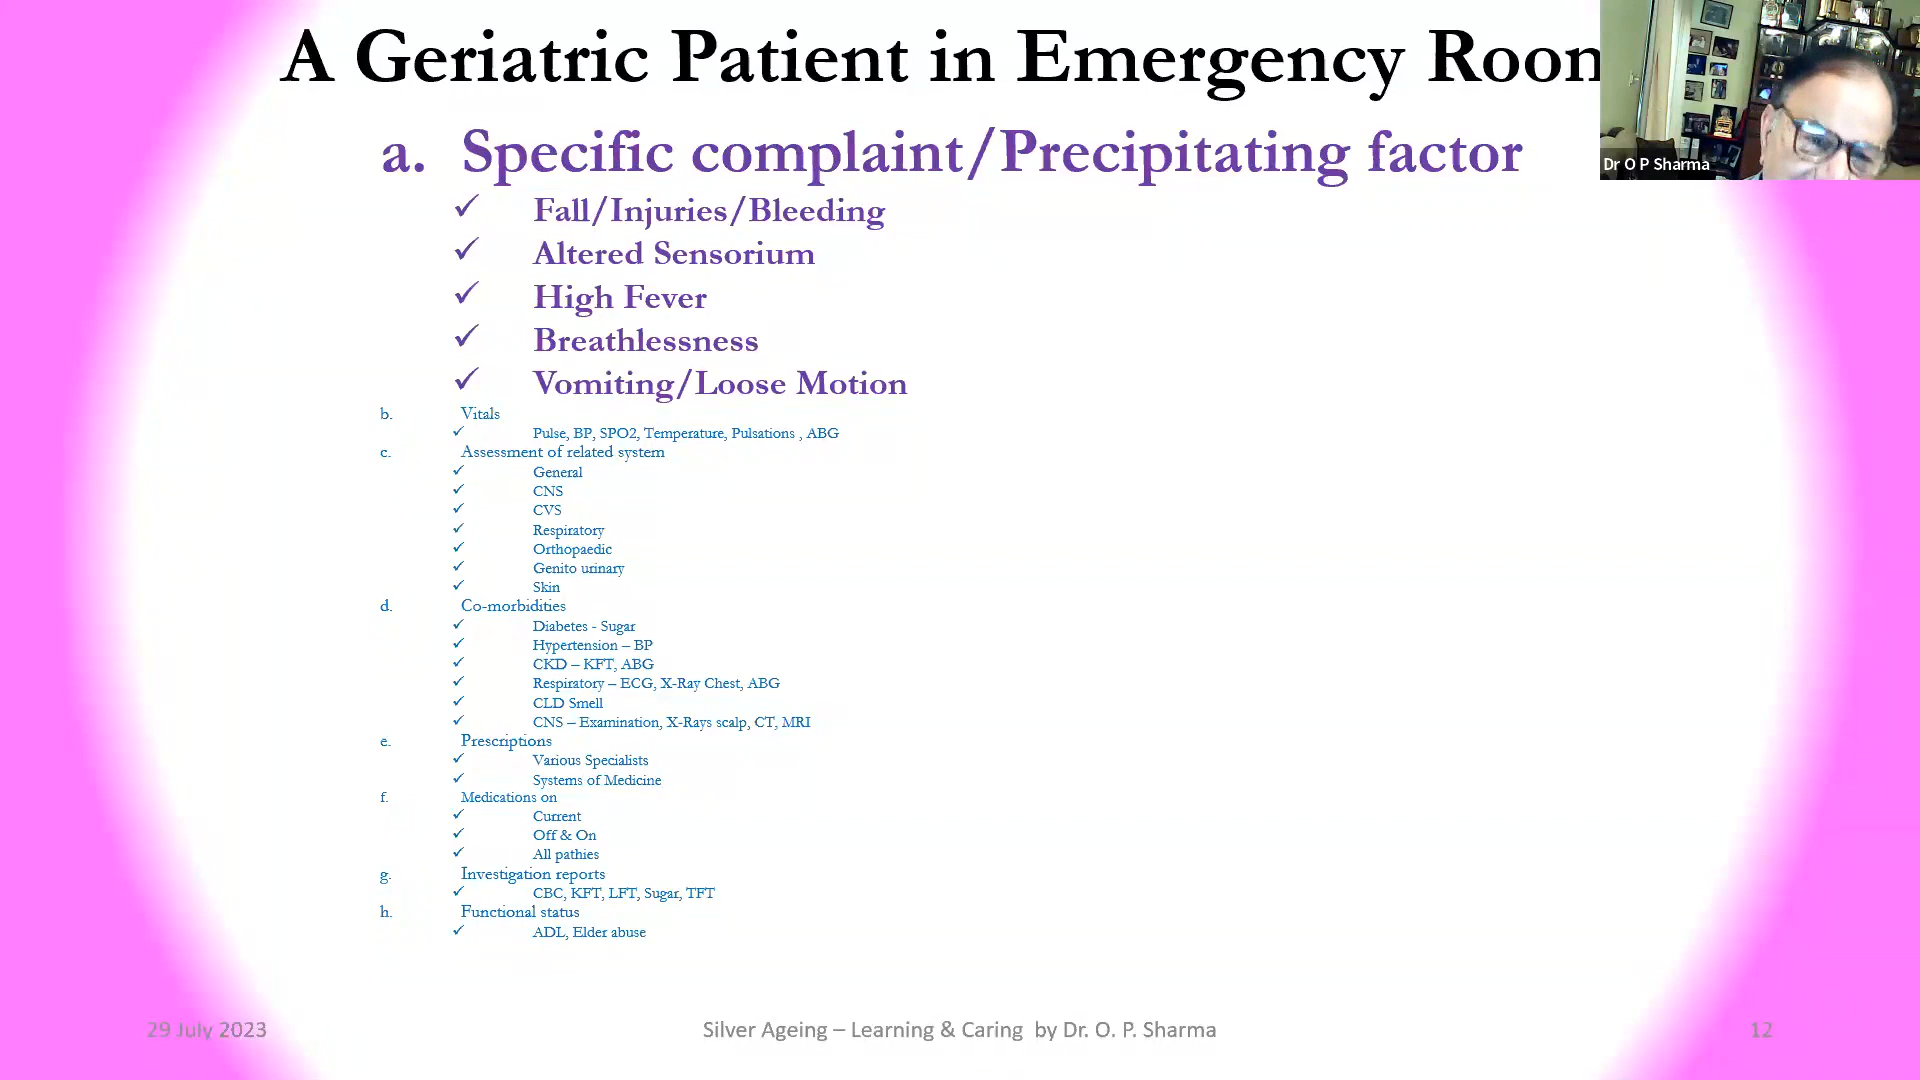 A Geriatric Patient in Emergency Room
a. Specific complaint/Precipitating factor
✓ Fall/Injuries/Bleeding
✓ Altered Sensorium
✓ High Fever
✓ Breathlessness
✓ Vomiting/Loose Motion
b. Vitals
✓ Pulse, BP, SPO2, Temperature, Pulsations , ABG
c. Assessment of related system
✓ General
✓ CNS
✓ CVS
✓ Respiratory
✓ Orthopaedic
✓ Genito urinary
✓ Skin
d. Co-morbidities
✓ Diabetes - Sugar
✓ Hypertension – BP
✓ CKD – KFT, ABG
✓ Respiratory – ECG, X-Ray Chest, ABG
✓ CLD Smell
✓ CNS – Examination, X-Rays scalp, CT, MRI
e. Prescriptions
✓ Various Specialists
✓ Systems of Medicine
f. Medications on
✓ Current
✓ Off & On
✓ All pathies
g. Investigation reports
✓ CBC, KFT, LFT, Sugar, TFT
h. Functional status
✓ ADL, Elder abuse
Dr O P Sharma
29 July 2023
Silver Ageing – Learning & Caring by Dr. O. P. Sharma
12